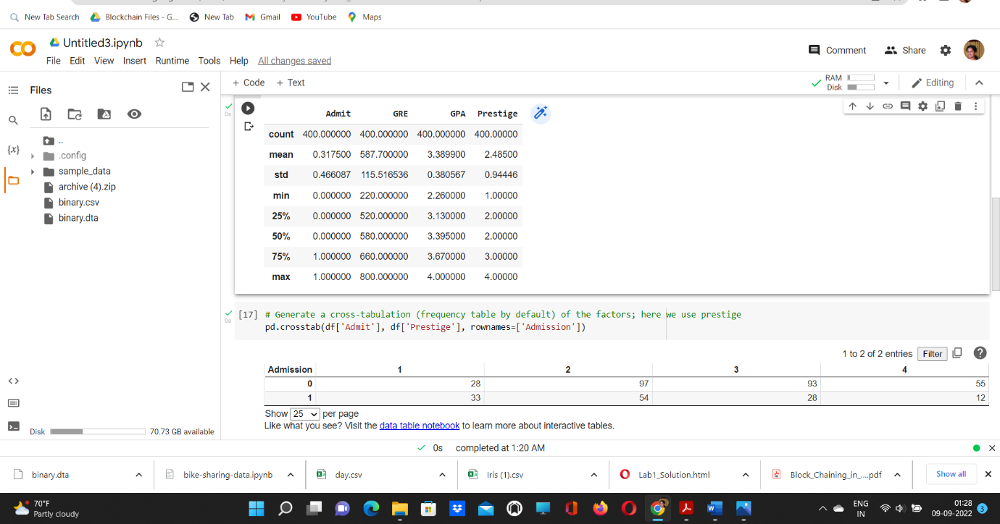 New Tab Search Blockchain Files - G... New Tab Gmail YouTube Maps
Untitled3.ipynb
File Edit View Insert Runtime Tools Help All changes saved
Comment Share
Files
+ Code + Text
RAM
Disk
Editing
..
.config
sample_data
archive (4).zip
binary.csv
binary.dta
{x}
<>
Disk 70.73 GB available
0s
Admit GRE GPA Prestige
count 400.000000 400.000000 400.000000 400.00000
mean 0.317500 587.700000 3.389900 2.48500
std 0.466087 115.516536 0.380567 0.94446
min 0.000000 220.000000 2.260000 1.00000
25% 0.000000 520.000000 3.130000 2.00000
50% 0.000000 580.000000 3.395000 2.00000
75% 1.000000 660.000000 3.670000 3.00000
max 1.000000 800.000000 4.000000 4.00000
0s
[17] # Generate a cross-tabulation (frequency table by default) of the factors; here we use prestige
pd.crosstab(df['Admit'], df['Prestige'], rownames=['Admission'])
1 to 2 of 2 entries Filter ?
Admission 1 2 3 4
0 28 97 93 55
1 33 54 28 12
Show 25 per page
Like what you see? Visit the data table notebook to learn more about interactive tables.
0s completed at 1:20 AM
binary.dta bike-sharing-data.ipynb day.csv Iris (1).csv Lab1_Solution.html Block_Chaining_in_....pdf Show all
70°F
Partly cloudy
ENG
IN
01:28
09-09-2022
3